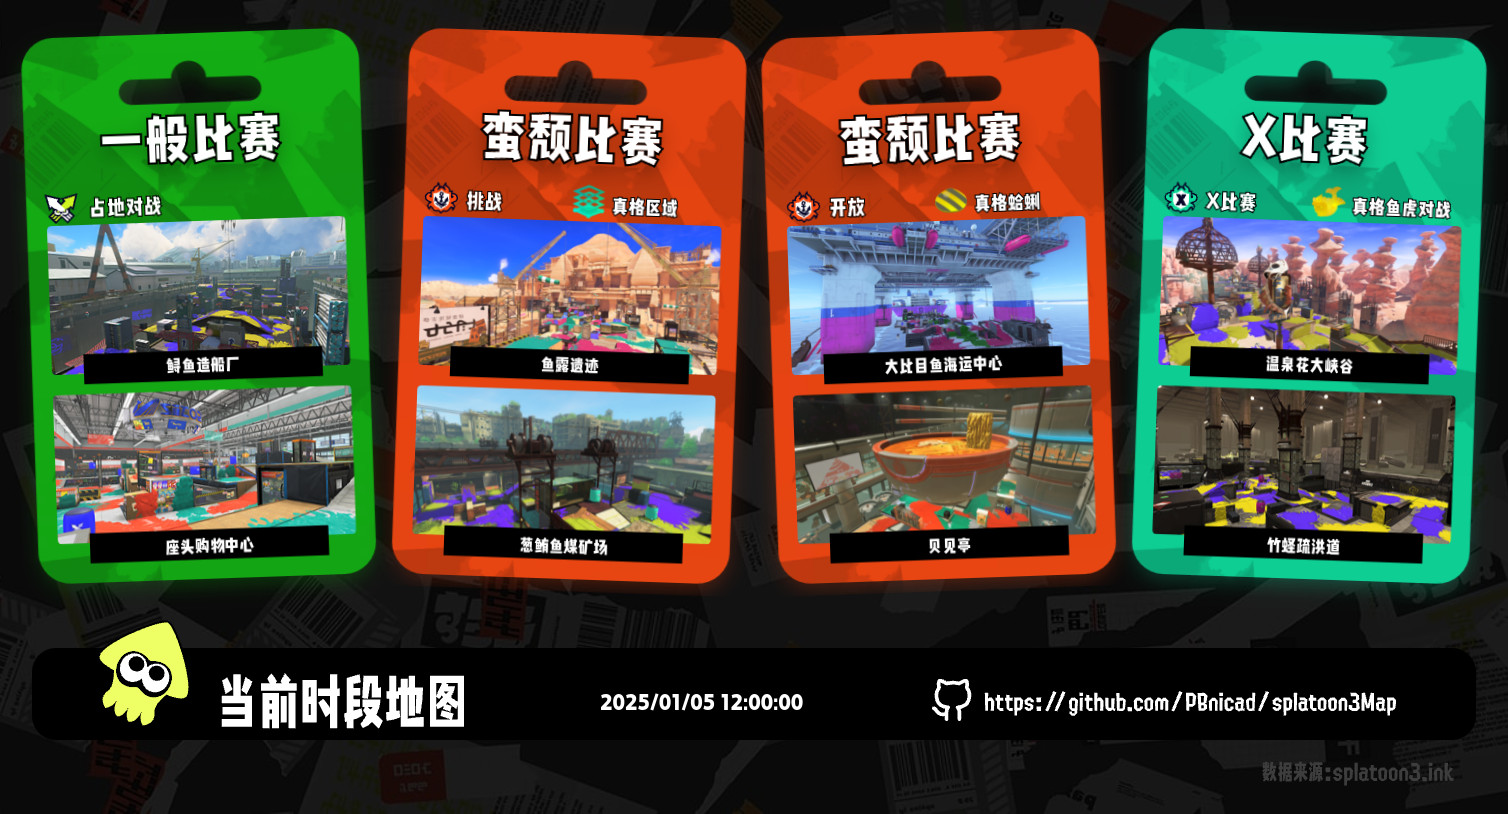 一般比赛
占地对战
鲟鱼造船厂
座头购物中心
蛮颓比赛
挑战
真格区域
鱼露遗迹
葱鲔鱼煤矿场
蛮颓比赛
开放
真格蛤蜊
大比目鱼海运中心
贝贝亭
X比赛
X比赛
真格鱼虎对战
温泉花大峡谷
竹蛏疏洪道
当前时段地图
2025/01/05 12:00:00
https://github.com/PBnicad/splatoon3Map
数据来源:splatoon3.ink